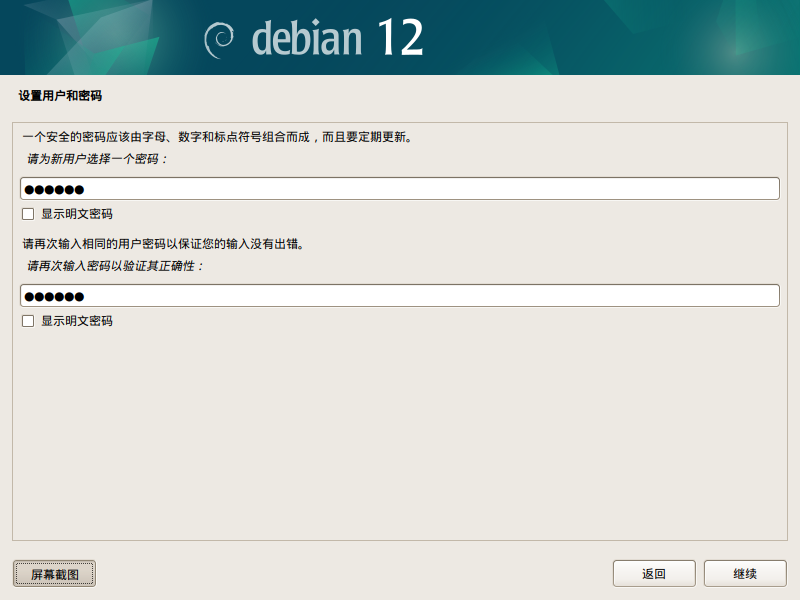 debian 12
设置用户和密码
一个安全的密码应该由字母、数字和标点符号组合而成，而且要定期更新。
请为新用户选择一个密码：
●●●●●●
显示明文密码
请再次输入相同的用户密码以保证您的输入没有出错。
请再次输入密码以验证其正确性：
●●●●●●
显示明文密码
屏幕截图
返回
继续